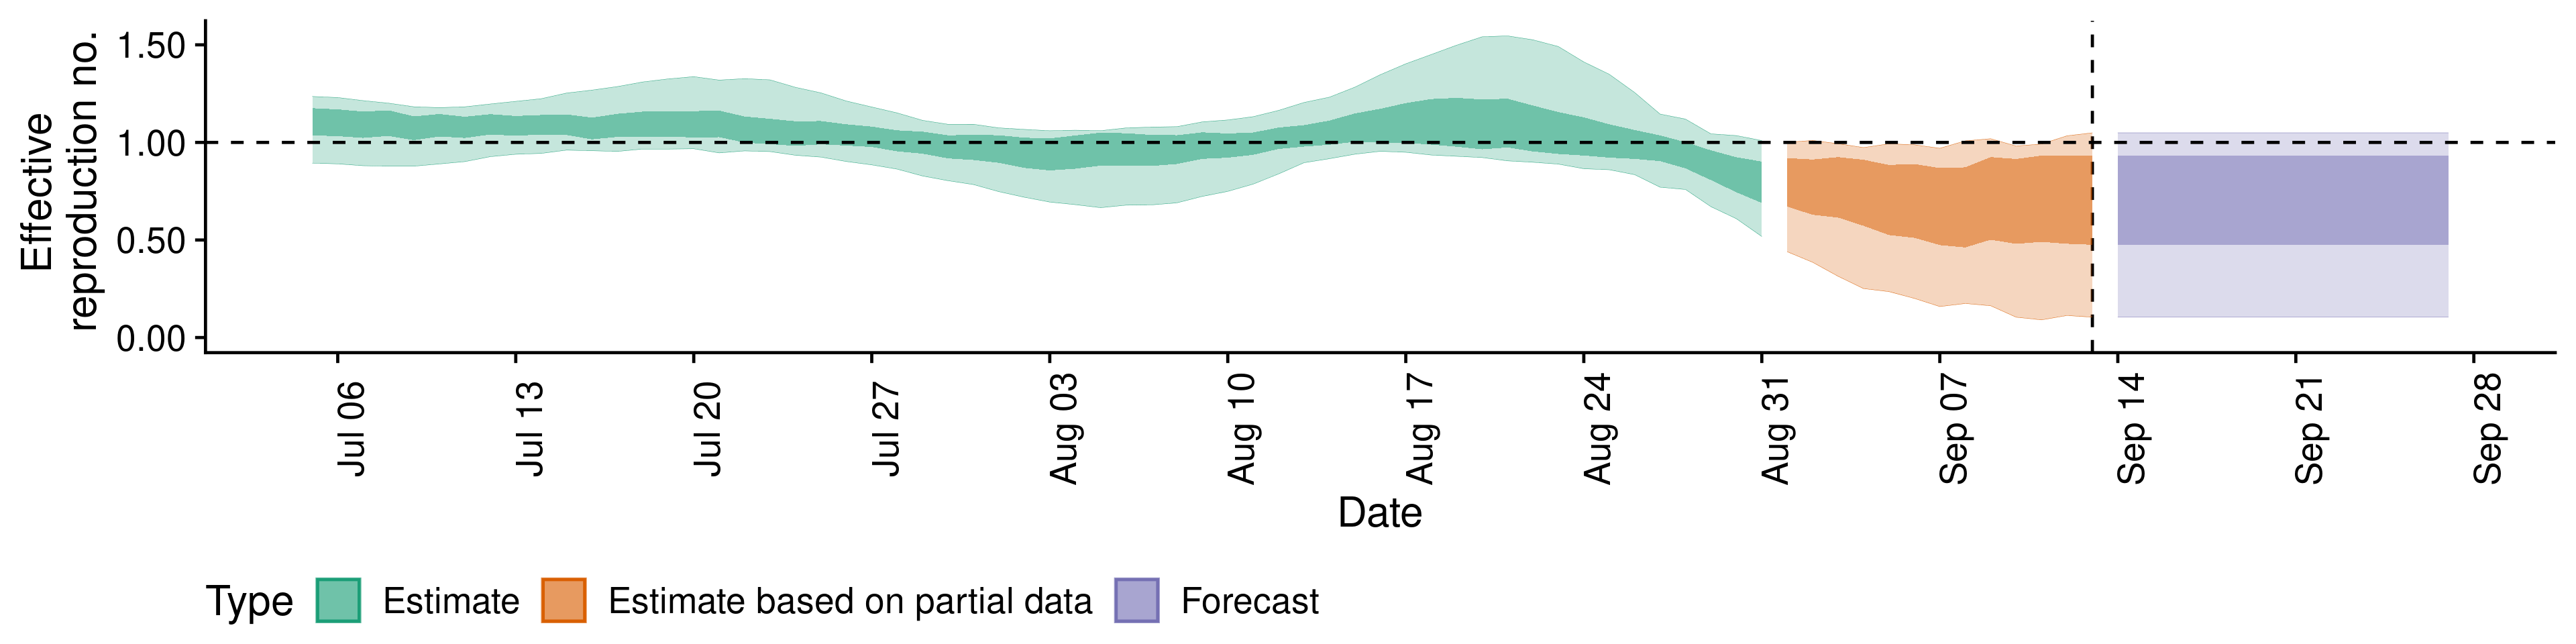 Effective
reproduction no.
1.50
1.00
0.50
0.00
Jul 06
Jul 13
Jul 20
Jul 27
Aug 03
Aug 10
Aug 17
Aug 24
Aug 31
Sep 07
Sep 14
Sep 21
Sep 28
Date
Type Estimate Estimate based on partial data Forecast